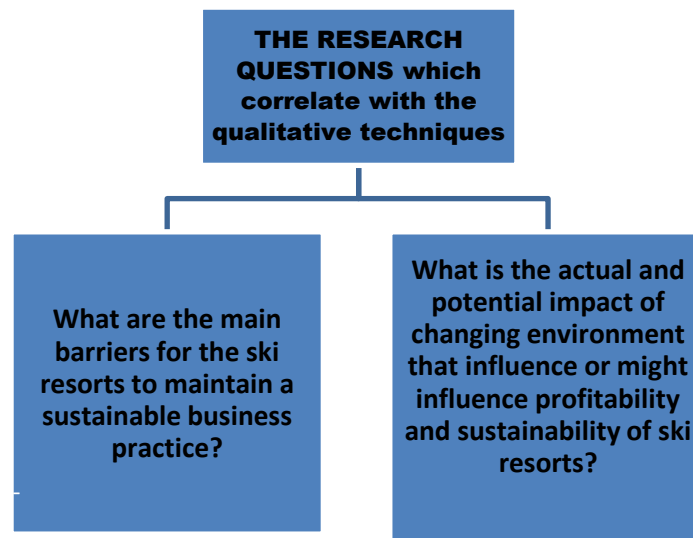 THE RESEARCH
QUESTIONS which
correlate with the
qualitative techniques
What are the main
barriers for the ski
resorts to maintain a
sustainable business
practice?
What is the actual and
potential impact of
changing environment
that influence or might
influence profitability
and sustainability of ski
resorts?